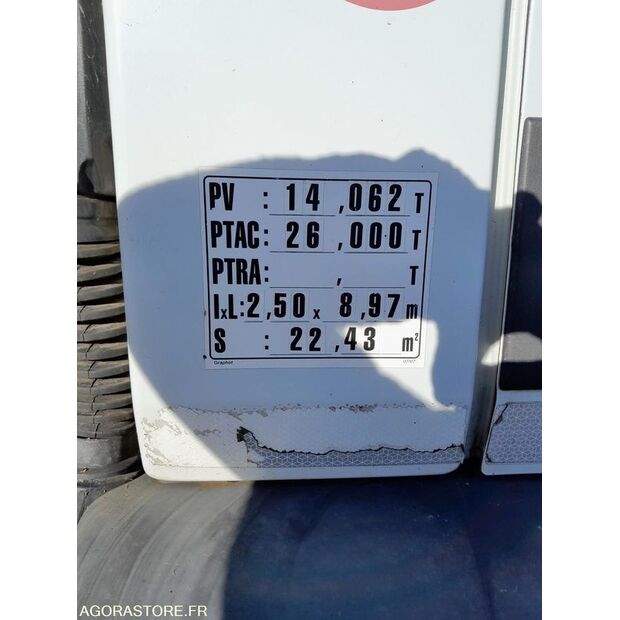 PV : 14,062 T
PTAC: 26,000 T
PTRA: , T
IxL:2,50 x 8,97 m
S : 22,43 m²
Graphot
AGORASTORE.FR